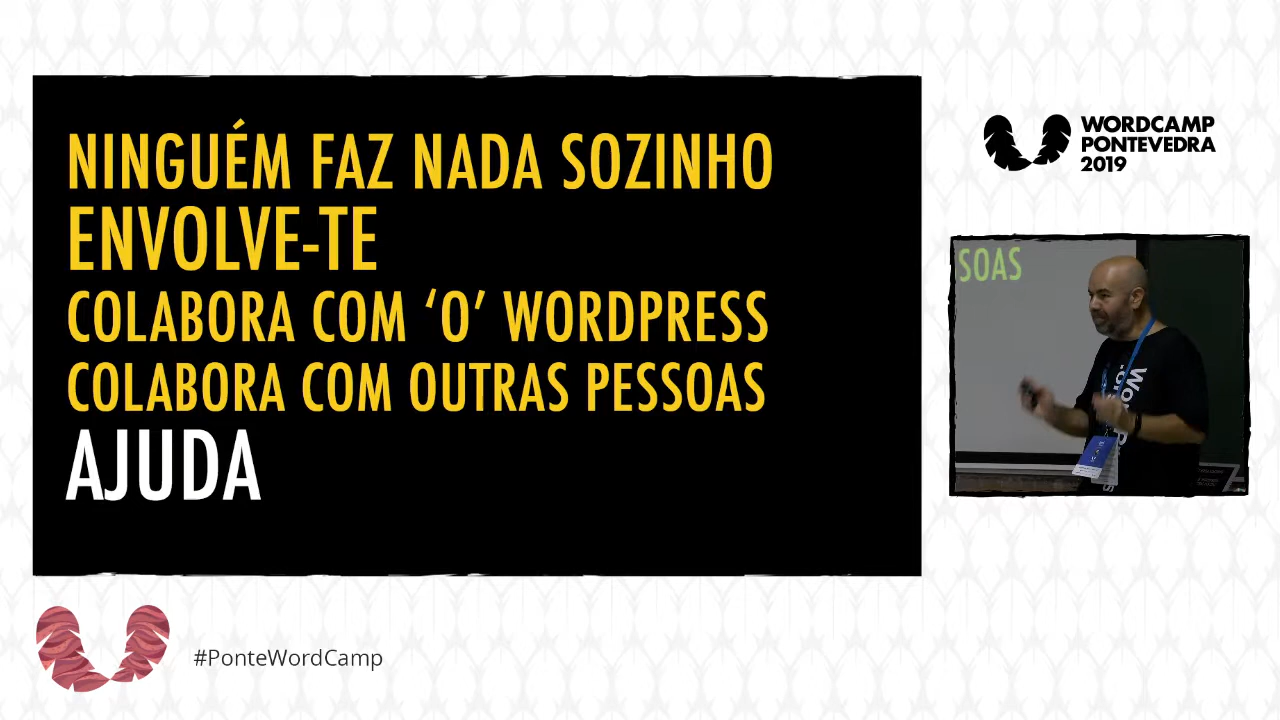 NINGUÉM FAZ NADA SOZINHO
ENVOLVE-TE
COLABORA COM ‘O’ WORDPRESS
COLABORA COM OUTRAS PESSOAS
AJUDA
WORDCAMP
PONTEVEDRA
2019
SOAS
#PonteWordCamp